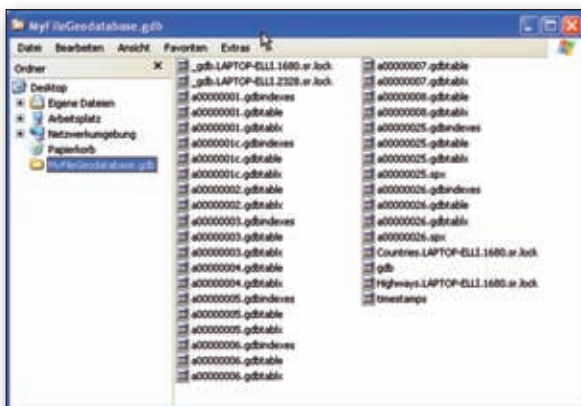 MyFileGeodatabase.gdb
Datei Bearbeiten Ansicht Favoriten Extras
Ordner
Desktop
Eigene Dateien
Arbeitsplatz
Netzwerkumgebung
Papierkorb
MyFileGeodatabase.gdb
_gdb.LAPTOP-ELLI.1680.sr.lock
_gdb.LAPTOP-ELLI.2328.sr.lock
a00000001.gdbindexes
a00000001.gdbtable
a00000001.gdbtablx
a0000001c.gdbindexes
a0000001c.gdbtable
a0000001c.gdbtablx
a00000002.gdbtable
a00000002.gdbtablx
a00000003.gdbindexes
a00000003.gdbtable
a00000003.gdbtablx
a00000004.gdbtable
a00000004.gdbtablx
a00000005.gdbindexes
a00000005.gdbtable
a00000005.gdbtablx
a00000006.gdbindexes
a00000006.gdbtable
a00000006.gdbtablx
a00000007.gdbtable
a00000007.gdbtablx
a00000008.gdbtable
a00000008.gdbtablx
a00000025.gdbindexes
a00000025.gdbtable
a00000025.gdbtablx
a00000025.spx
a00000026.gdbindexes
a00000026.gdbtable
a00000026.gdbtablx
a00000026.spx
Countries.LAPTOP-ELLI.1680.sr.lock
gdb
Highways.LAPTOP-ELLI.1680.sr.lock
timestamps